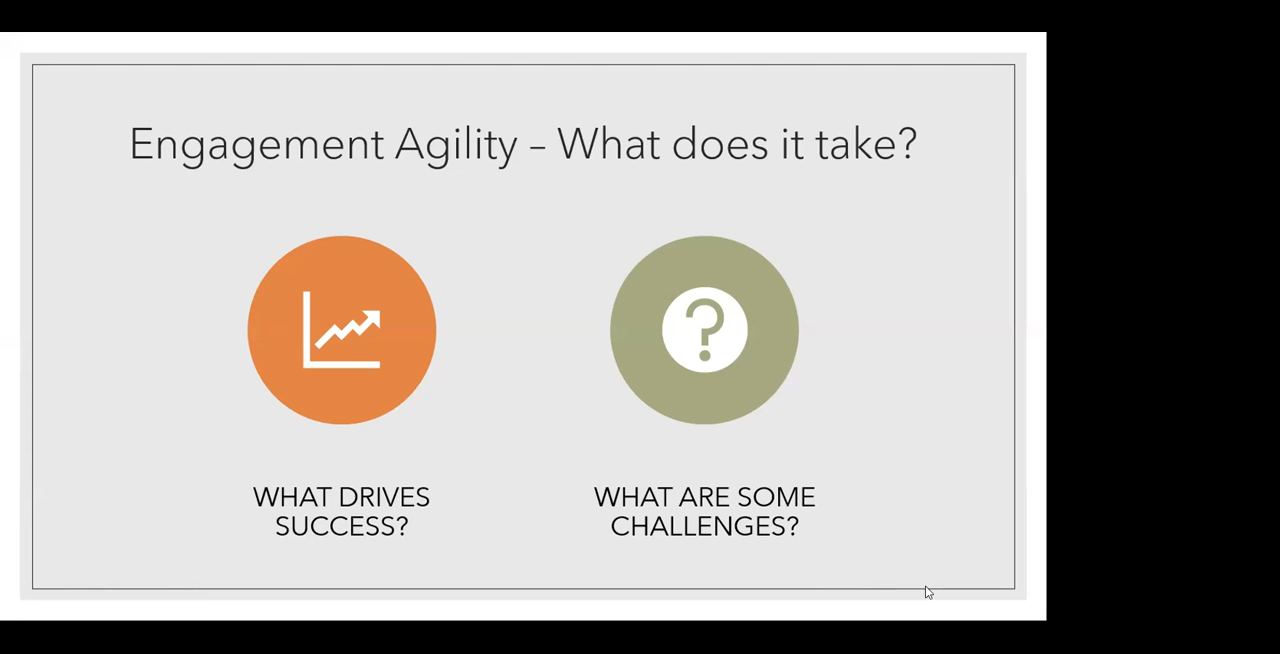 Engagement Agility – What does it take?
WHAT DRIVES
SUCCESS?
WHAT ARE SOME
CHALLENGES?